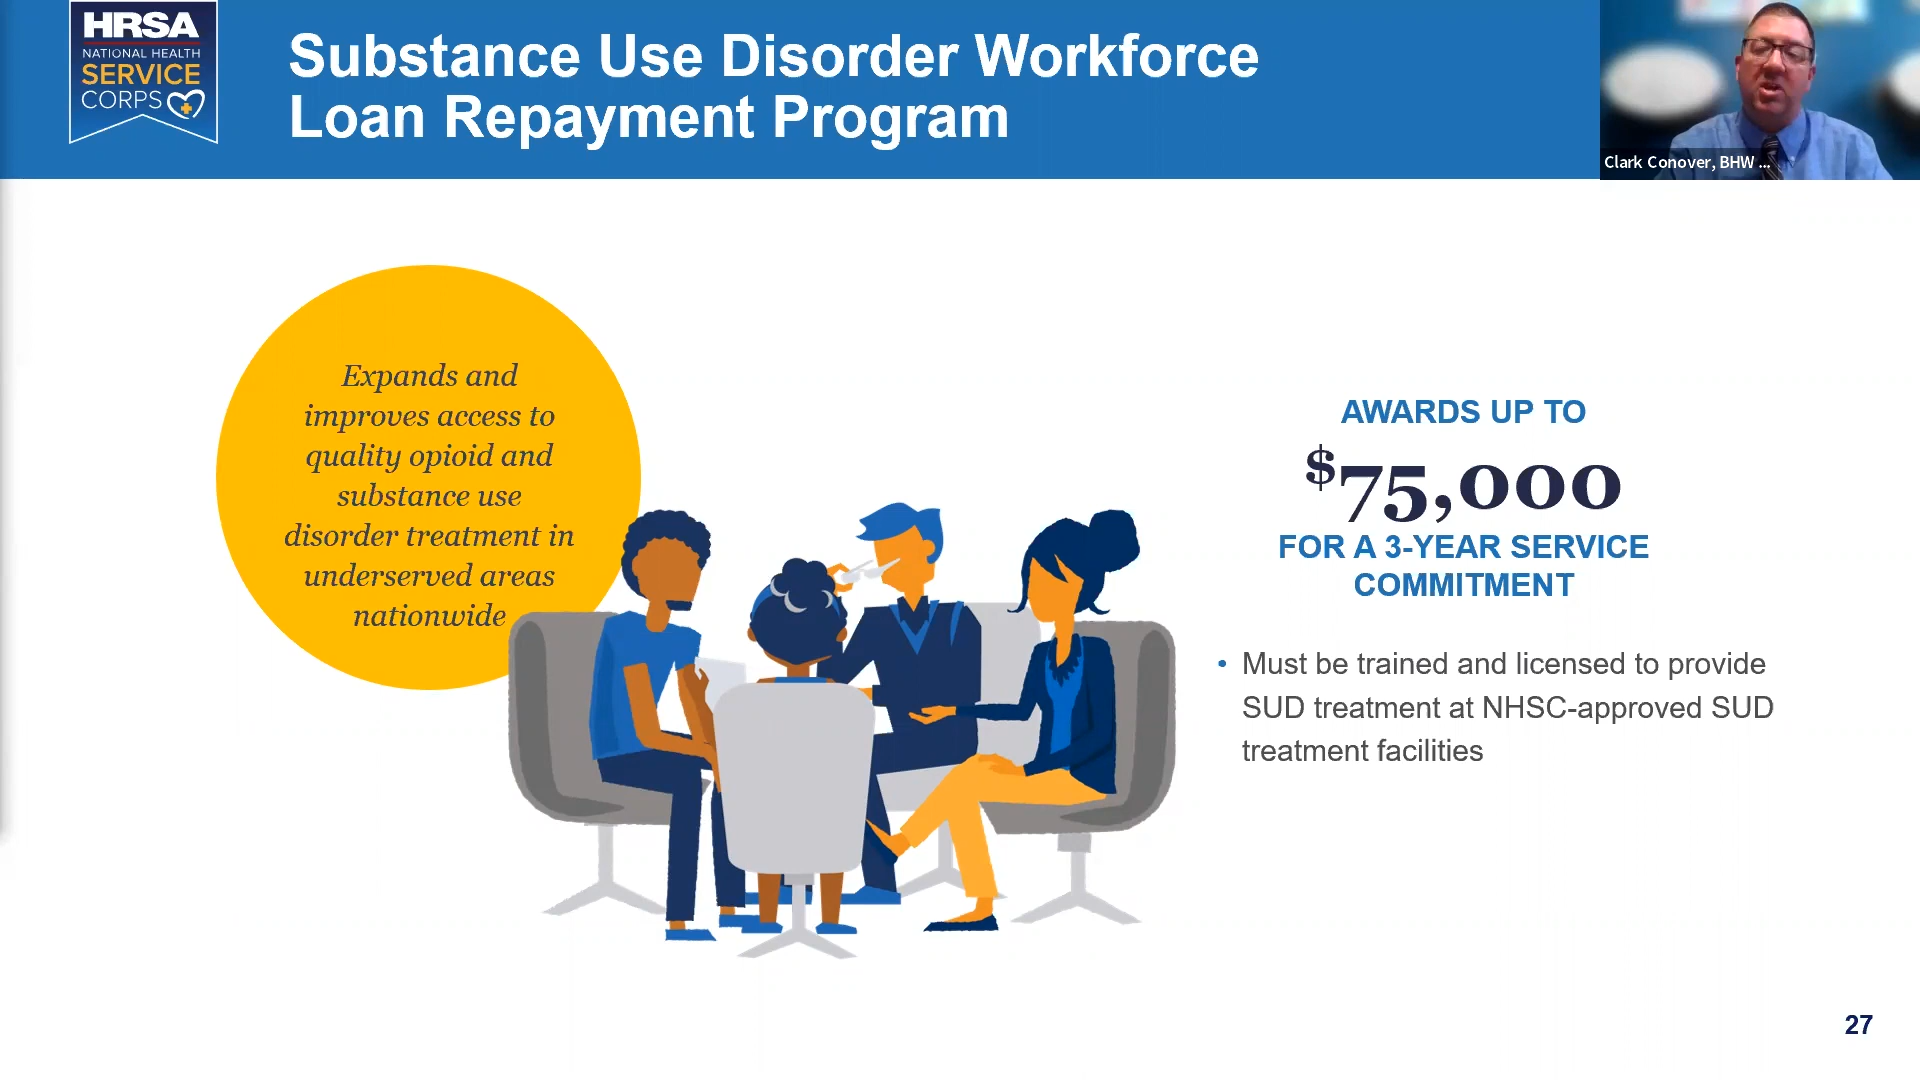 HRSA
NATIONAL HEALTH
SERVICE
CORPS
Substance Use Disorder Workforce
Loan Repayment Program
Clark Conover, BHW ...
Expands and
improves access to
quality opioid and
substance use
disorder treatment in
underserved areas
nationwide
AWARDS UP TO
$75,000
FOR A 3-YEAR SERVICE
COMMITMENT
• Must be trained and licensed to provide
SUD treatment at NHSC-approved SUD
treatment facilities
27